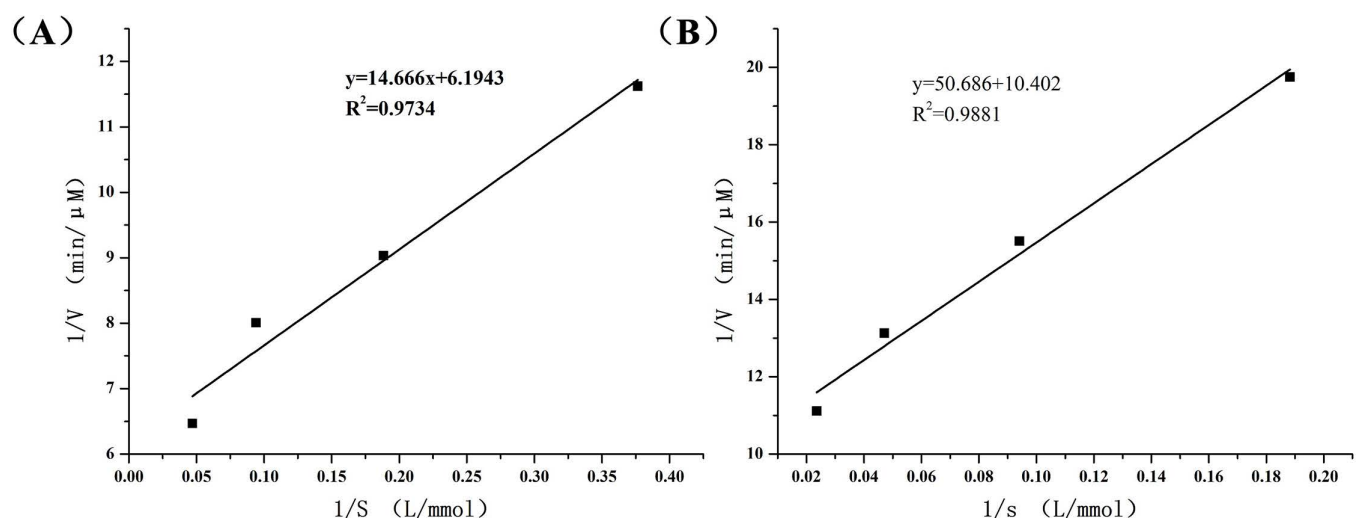 (A)
y=14.666x+6.1943
R²=0.9734
12
11
10
9
8
7
6
1/V (min/μM)
0.00 0.05 0.10 0.15 0.20 0.25 0.30 0.35 0.40
1/S (L/mmol)
(B)
y=50.686+10.402
R²=0.9881
20
18
16
14
12
10
1/V (min/μM)
0.02 0.04 0.06 0.08 0.10 0.12 0.14 0.16 0.18 0.20
1/s (L/mmol)